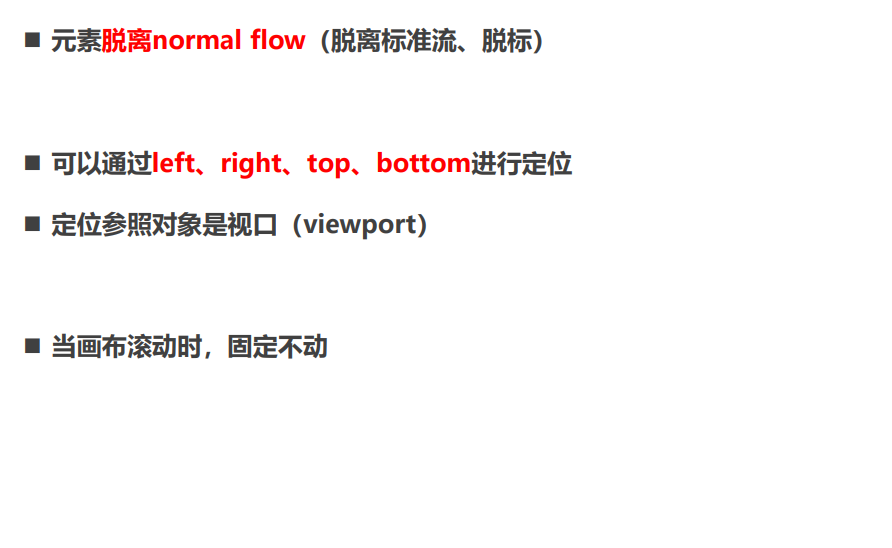 ■ 元素脱离normal flow（脱离标准流、脱标）
■ 可以通过left、right、top、bottom进行定位
■ 定位参照对象是视口（viewport）
■ 当画布滚动时，固定不动